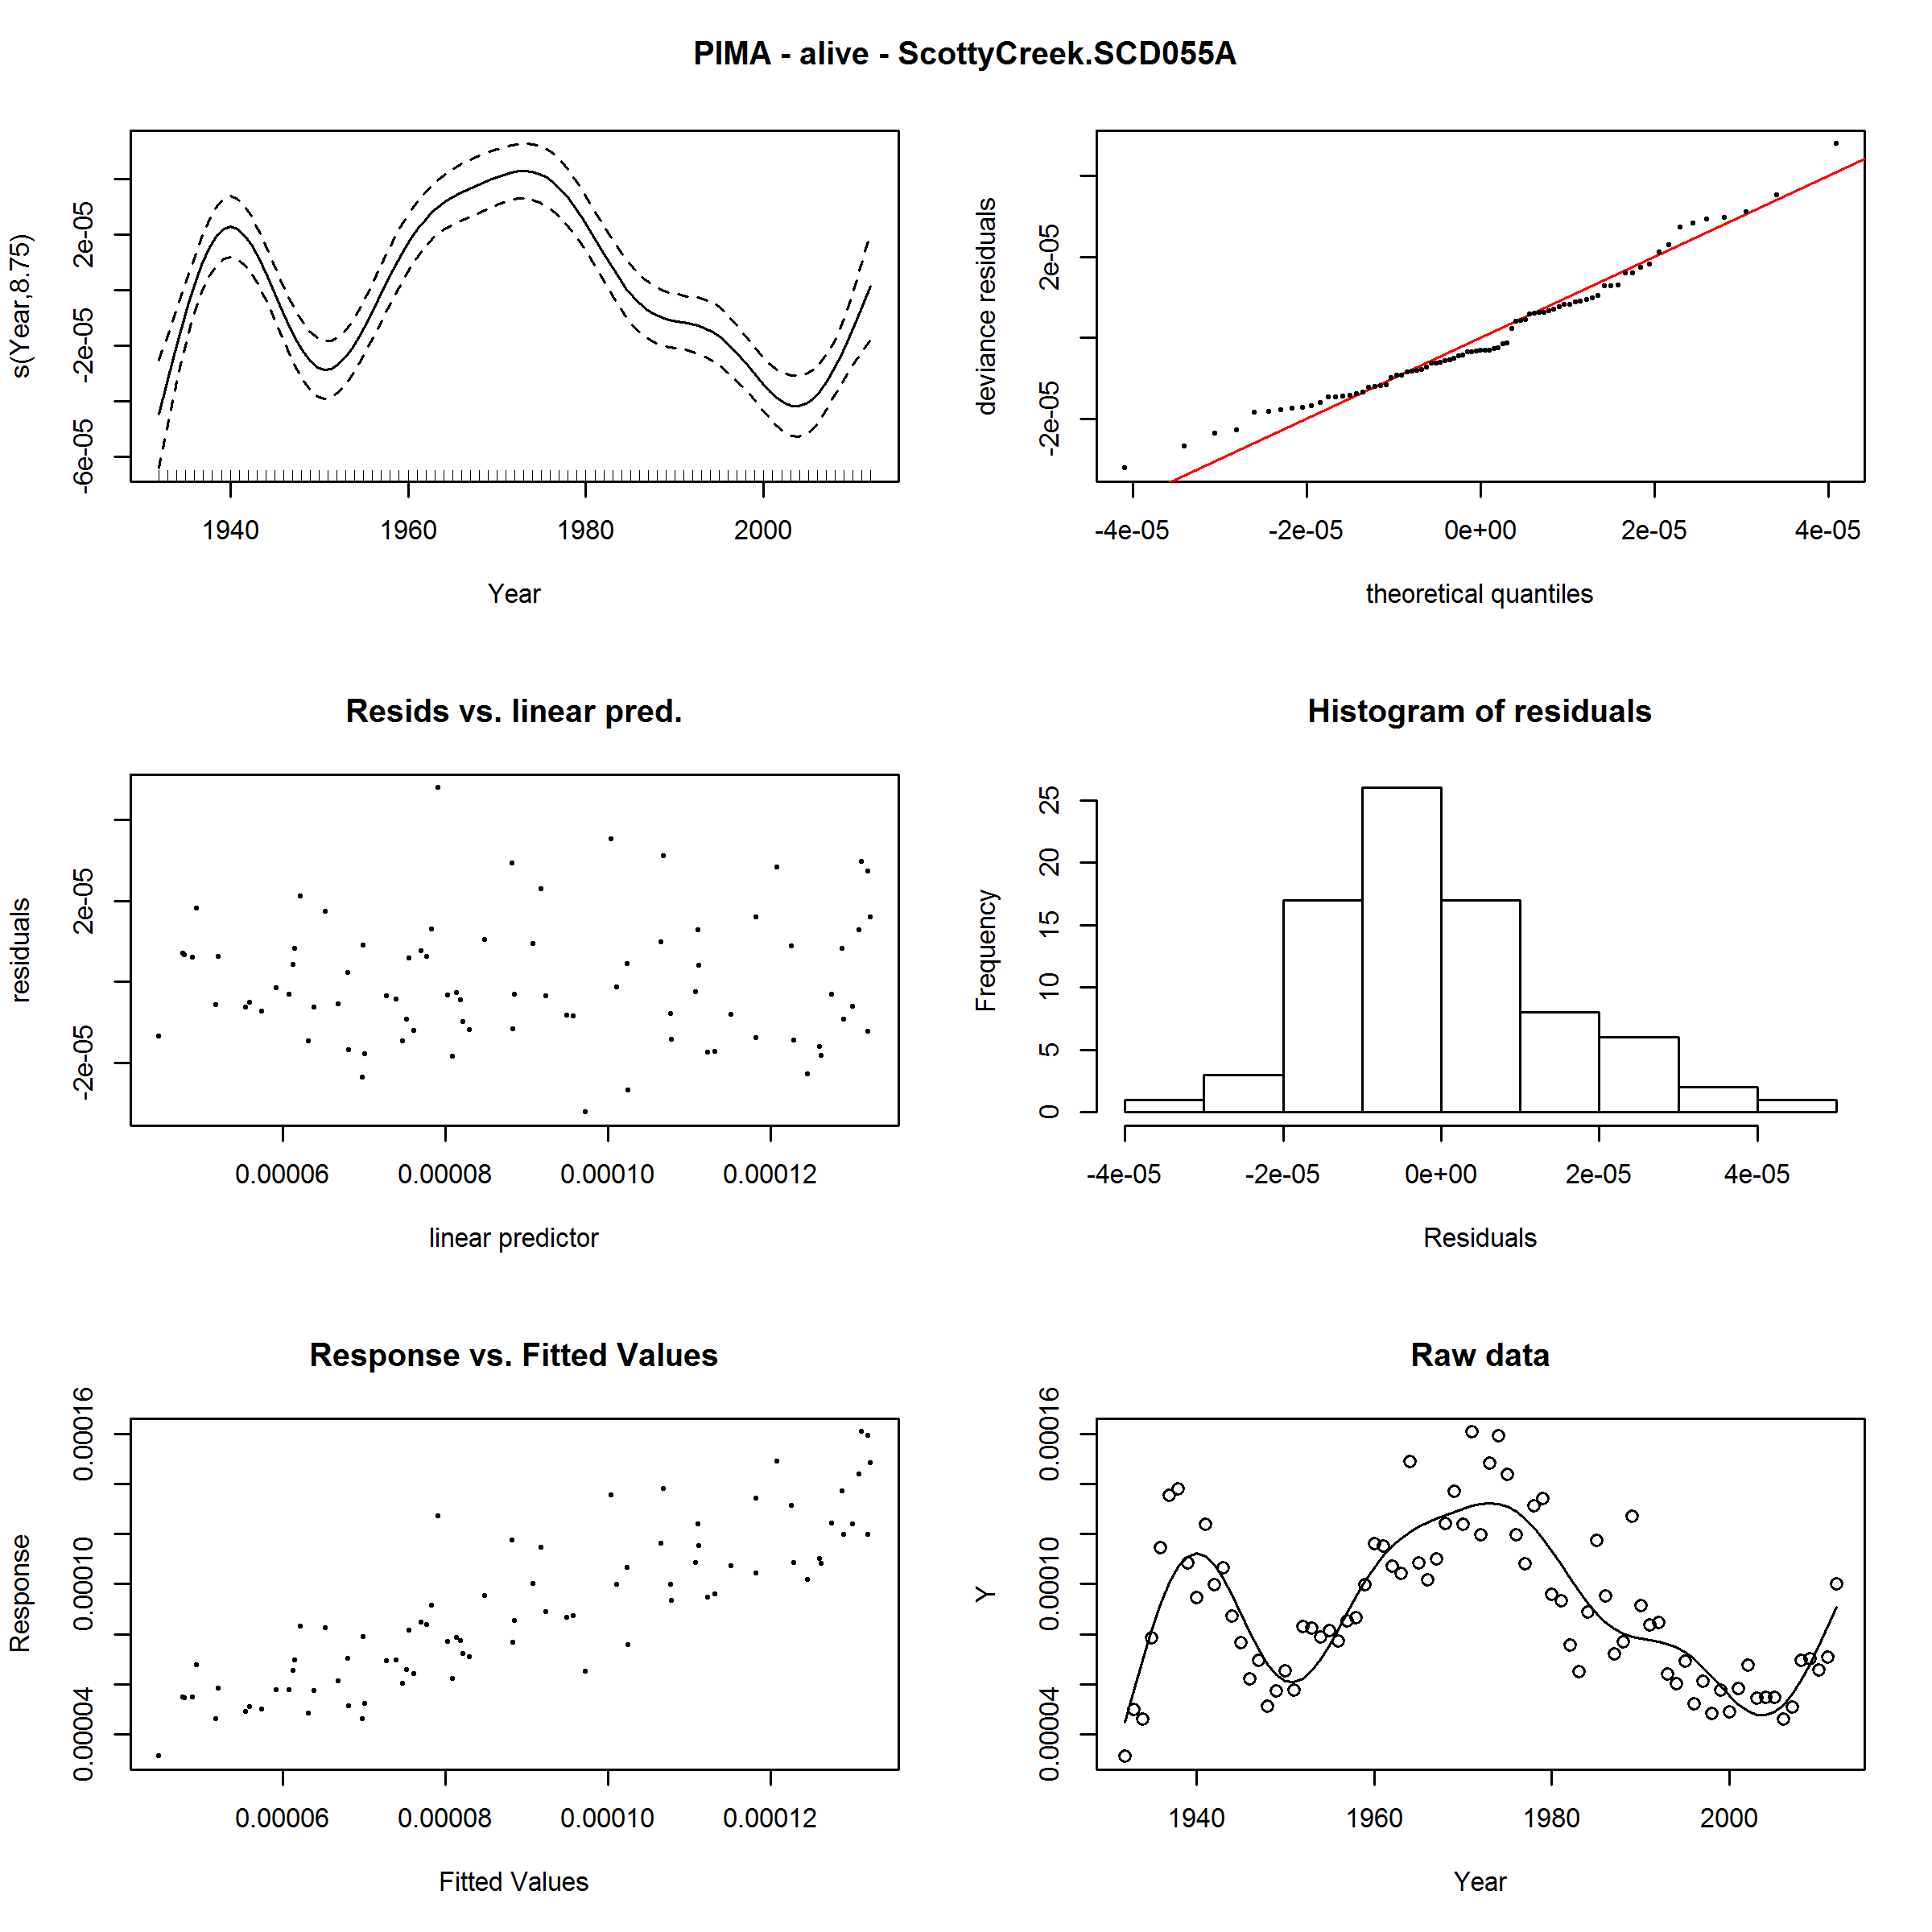 PIMA - alive - ScottyCreek.SCD055A
s(Year,8.75)
-6e-05 -2e-05 2e-05
1940 1960 1980 2000
Year
deviance residuals
-2e-05 2e-05
-4e-05 -2e-05 0e+00 2e-05 4e-05
theoretical quantiles
Resids vs. linear pred.
residuals
-2e-05 2e-05
0.00006 0.00008 0.00010 0.00012
linear predictor
Histogram of residuals
Frequency
0 5 10 15 20 25
-4e-05 -2e-05 0e+00 2e-05 4e-05
Residuals
Response vs. Fitted Values
Response
0.00004 0.00010 0.00016
0.00006 0.00008 0.00010 0.00012
Fitted Values
Raw data
Y
0.00004 0.00010 0.00016
1940 1960 1980 2000
Year